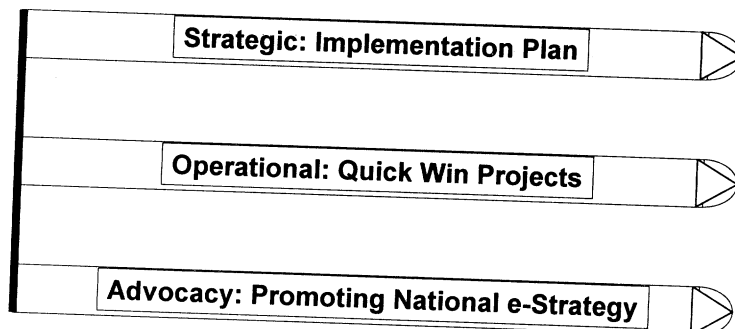 Strategic: Implementation Plan
Operational: Quick Win Projects
Advocacy: Promoting National e-Strategy